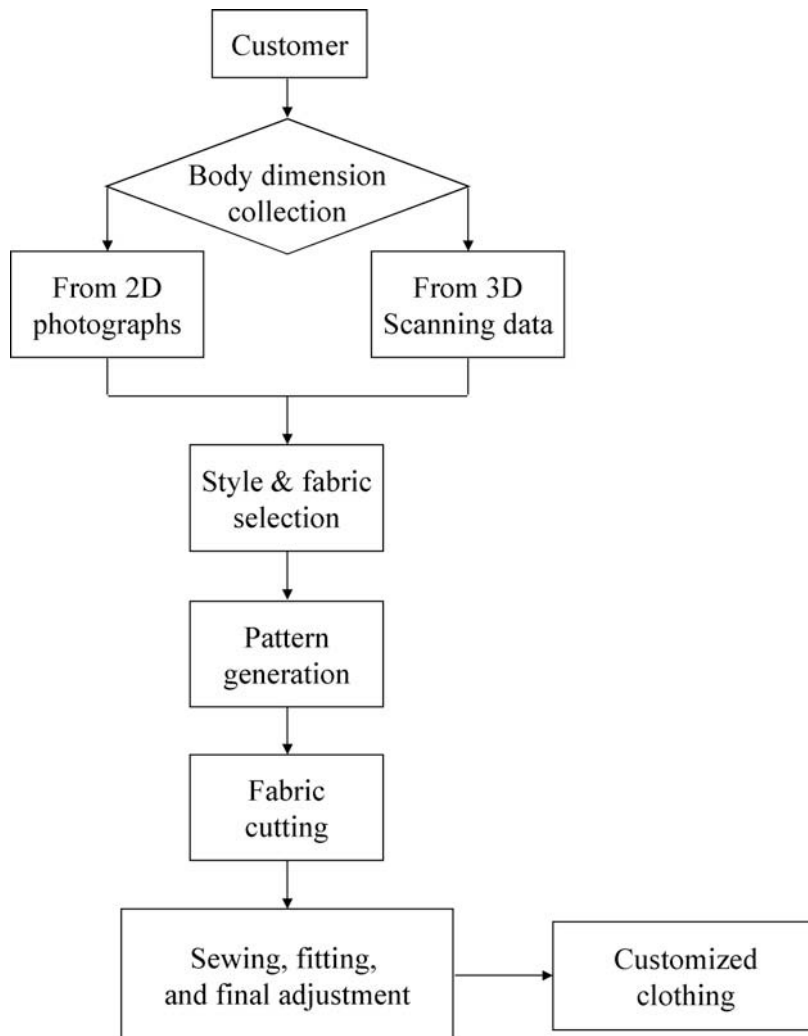 Customer
Body dimension
collection
From 2D
photographs
From 3D
Scanning data
Style & fabric
selection
Pattern
generation
Fabric
cutting
Sewing, fitting,
and final adjustment
Customized
clothing